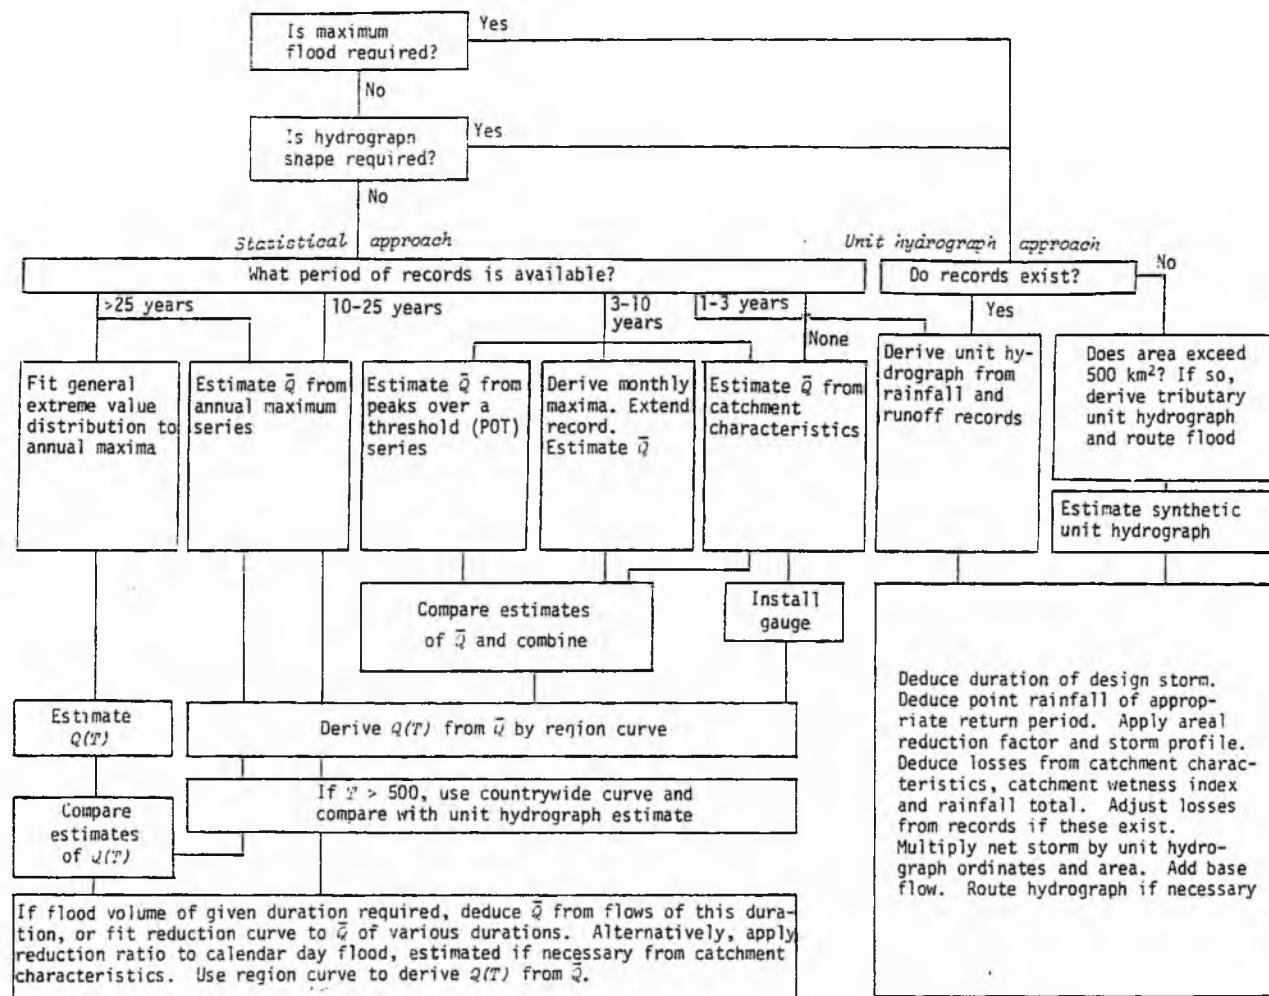 Is maximum
flood required?
Yes
No
Is hydrograph
shape required?
Yes
No
Statistical approach
Unit hydrograph approach
What period of records is available?
Do records exist?
No
>25 years
10-25 years
3-10
years
1-3 years
None
Yes
Fit general
extreme value
distribution to
annual maxima
Estimate Q̄ from
annual maximum
series
Estimate Q̄ from
peaks over a
threshold (POT)
series
Derive monthly
maxima. Extend
record.
Estimate Q̄
Estimate Q̄ from
catchment
characteristics
Derive unit hy-
drograph from
rainfall and
runoff records
Does area exceed
500 km²? If so,
derive tributary
unit hydrograph
and route flood
Estimate synthetic
unit hydrograph
Compare estimates
of Q̄ and combine
Install
gauge
Estimate
Q(T)
Derive Q(T) from Q̄ by region curve
If T > 500, use countrywide curve and
compare with unit hydrograph estimate
Compare
estimates
of Q(T)
Deduce duration of design storm.
Deduce point rainfall of approp-
riate return period. Apply areal
reduction factor and storm profile.
Deduce losses from catchment charac-
teristics, catchment wetness index
and rainfall total. Adjust losses
from records if these exist.
Multiply net storm by unit hydro-
graph ordinates and area. Add base
flow. Route hydrograph if necessary
If flood volume of given duration required, deduce Q̄ from flows of this dura-
tion, or fit reduction curve to Q̄ of various durations. Alternatively, apply
reduction ratio to calendar day flood, estimated if necessary from catchment
characteristics. Use region curve to derive Q(T) from Q̄.